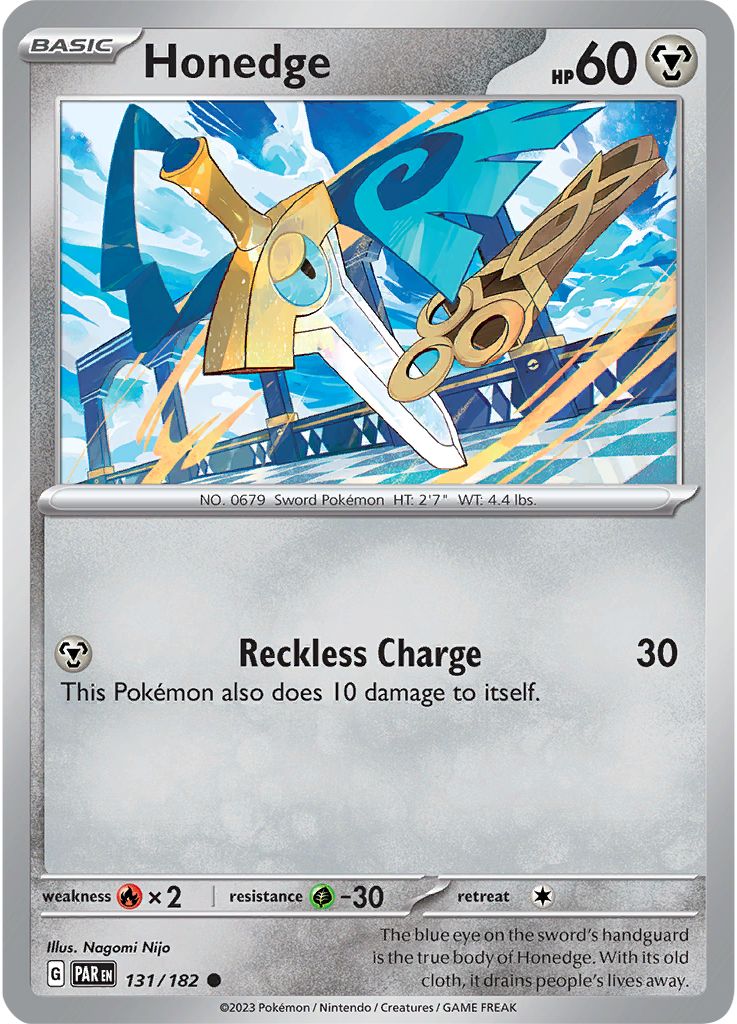 BASIC
Honedge
HP 60
NO. 0679 Sword Pokémon HT: 2'7" WT: 4.4 lbs.
Reckless Charge 30
This Pokémon also does 10 damage to itself.
weakness ×2 resistance -30 retreat
Illus. Nagomi Nijo
The blue eye on the sword's handguard
is the true body of Honedge. With its old
cloth, it drains people's lives away.
G PAR EN 131/182
©2023 Pokémon / Nintendo / Creatures / GAME FREAK